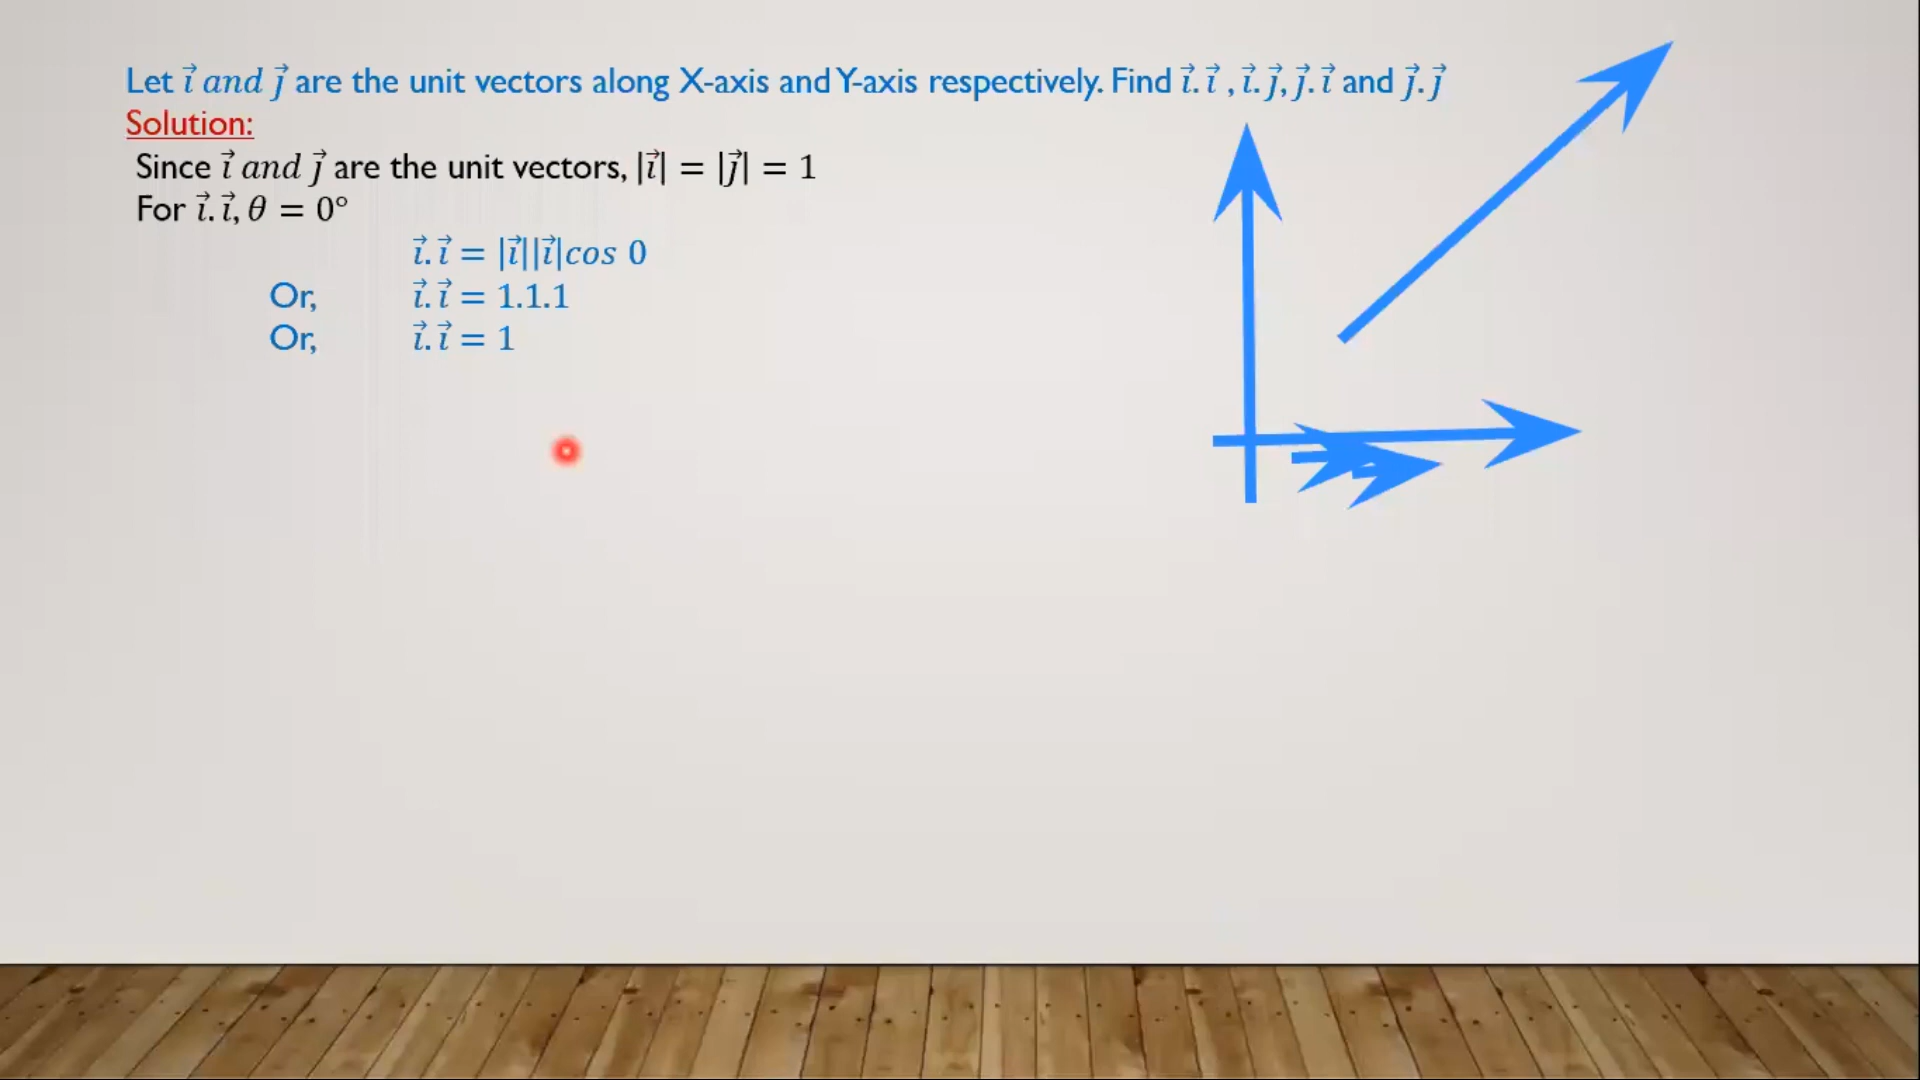 Let i⃗ and j⃗ are the unit vectors along X-axis and Y-axis respectively. Find i⃗.i⃗ , i⃗.j⃗, j⃗.i⃗ and j⃗.j⃗
Solution:
Since i⃗ and j⃗ are the unit vectors, |i⃗| = |j⃗| = 1
For i⃗.i⃗, θ = 0°
i⃗.i⃗ = |i⃗||i⃗|cos 0
Or, i⃗.i⃗ = 1.1.1
Or, i⃗.i⃗ = 1